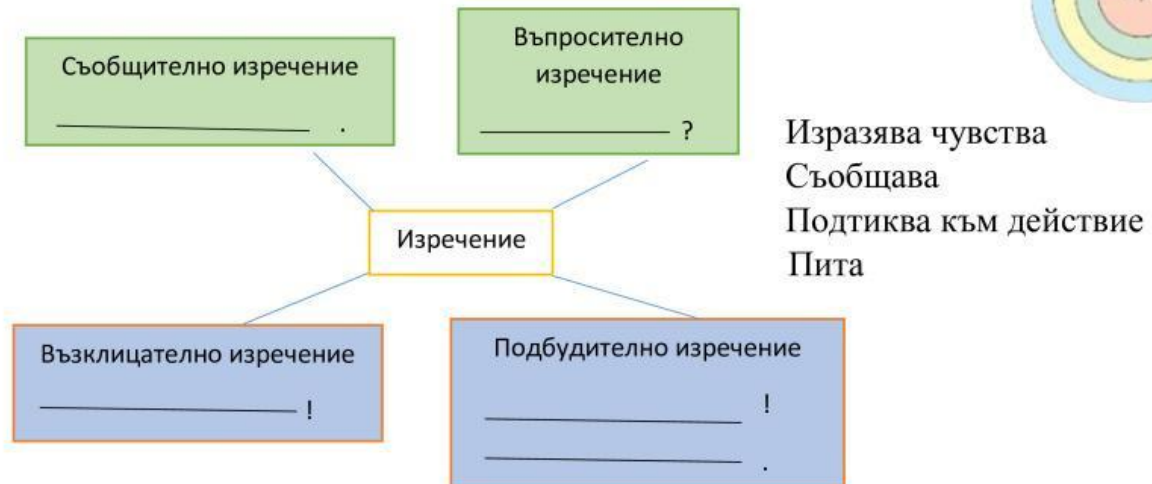 Съобщително изречение
.
Въпросително
изречение
?
Изразява чувства
Съобщава
Подтиква към действие
Пита
Изречение
Възклицателно изречение
!
Подбудително изречение
!
.